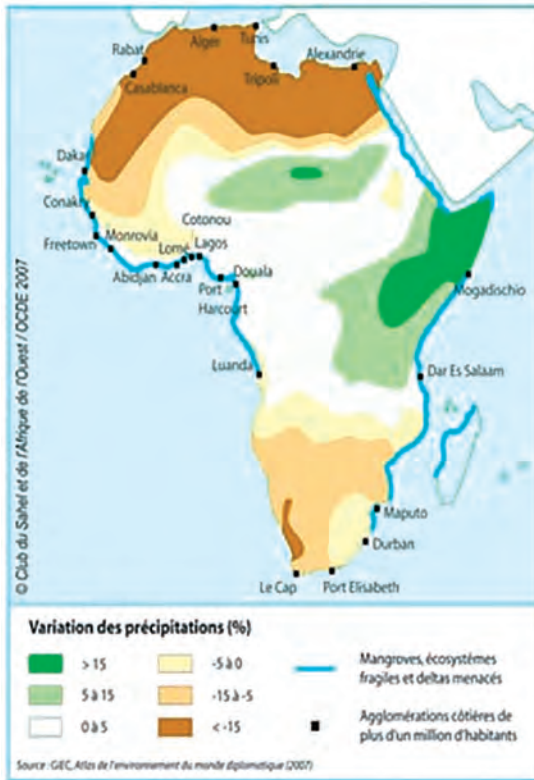 Alger
Tunis
Rabat
Alexandrie
Tripoli
Casablanca
Dakar
Conakry
Cotonou
Freetown
Monrovia
Lomé
Lagos
Abidjan
Accra
Port
Harcourt
Douala
Mogadischio
Luanda
Dar Es Salaam
Maputo
Durban
Le Cap
Port Elisabeth
© Club du Sahel et de l'Afrique de l'Ouest / OCDE 2007
Variation des précipitations (%)
> 15
5 à 15
0 à 5
-5 à 0
-15 à -5
< -15
Mangroves, écosystèmes
fragiles et deltas menacés
Agglomérations côtières de
plus d'un million d'habitants
Source : GIEC, Atlas de l'environnement du monde diplomatique (2007)